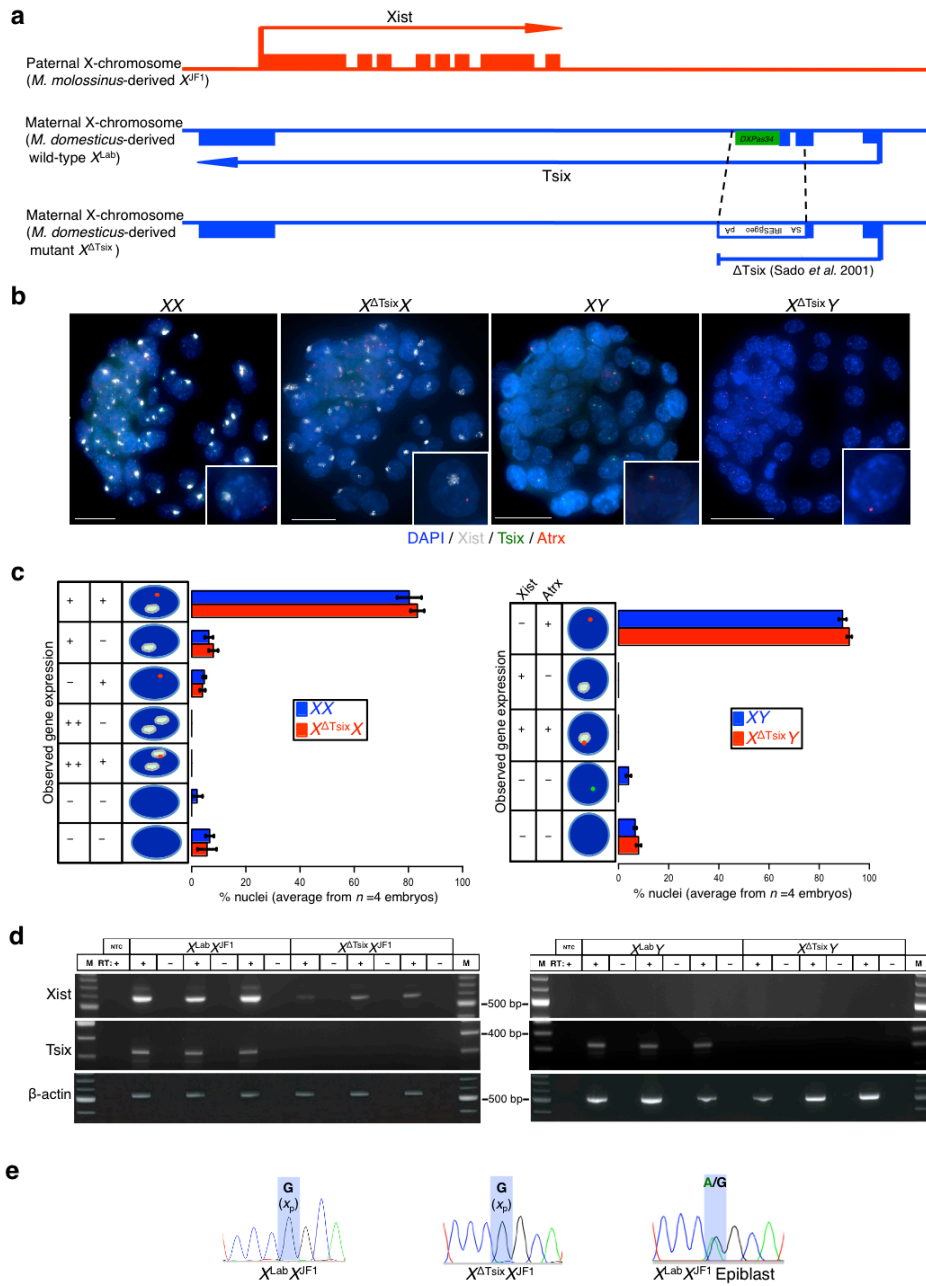 a
Xist
Paternal X-chromosome
(M. molossinus-derived X^JF1)
Maternal X-chromosome
(M. domesticus-derived
wild-type X^Lab)
DXPas34
Tsix
Maternal X-chromosome
(M. domesticus-derived
mutant X^ΔTsix)
pA IRESβgeo SA
ΔTsix (Sado et al. 2001)
b
XX X^ΔTsix X XY X^ΔTsix Y
DAPI / Xist / Tsix / Atrx
c
Observed gene expression
+ +
+ −
− +
++ −
++ +
− −
− −
XX
X^ΔTsix X
0 20 40 60 80 100
% nuclei (average from n =4 embryos)
Xist Atrx
Observed gene expression
− +
+ −
+ +
− −
− −
XY
X^ΔTsix Y
0 20 40 60 80 100
% nuclei (average from n =4 embryos)
d
NTC X^Lab X^JF1 X^ΔTsix X^JF1
M RT: + + − + − + − + − + − + − M
Xist
Tsix
β-actin
500 bp
400 bp
500 bp
NTC X^Lab Y X^ΔTsix Y
M RT: + + − + − + − + − + − + − M
e
G
(x_p)
X^Lab X^JF1
G
(x_p)
X^ΔTsix X^JF1
A/G
X^Lab X^JF1 Epiblast